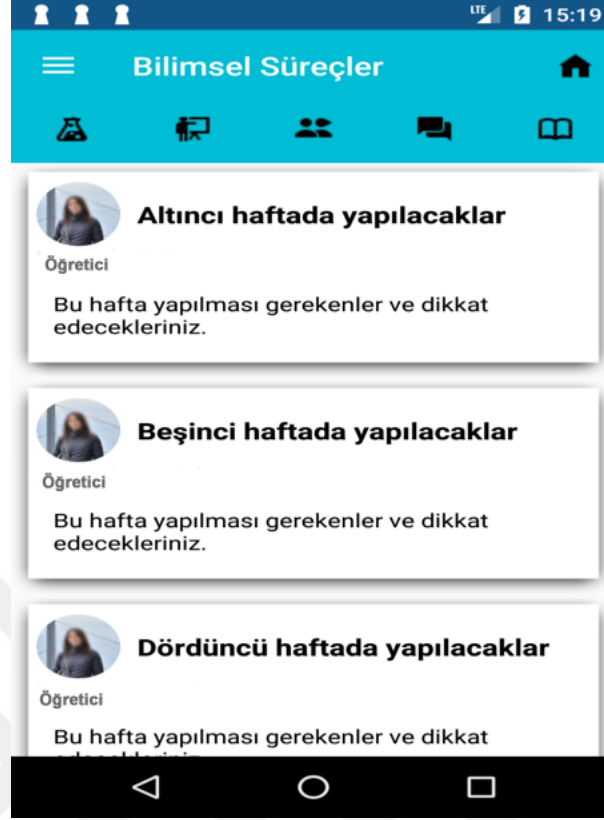 LTE 15:19
Bilimsel Süreçler
Altıncı haftada yapılacaklar
Öğretici
Bu hafta yapılması gerekenler ve dikkat
edecekleriniz.
Beşinci haftada yapılacaklar
Öğretici
Bu hafta yapılması gerekenler ve dikkat
edecekleriniz.
Dördüncü haftada yapılacaklar
Öğretici
Bu hafta yapılması gerekenler ve dikkat